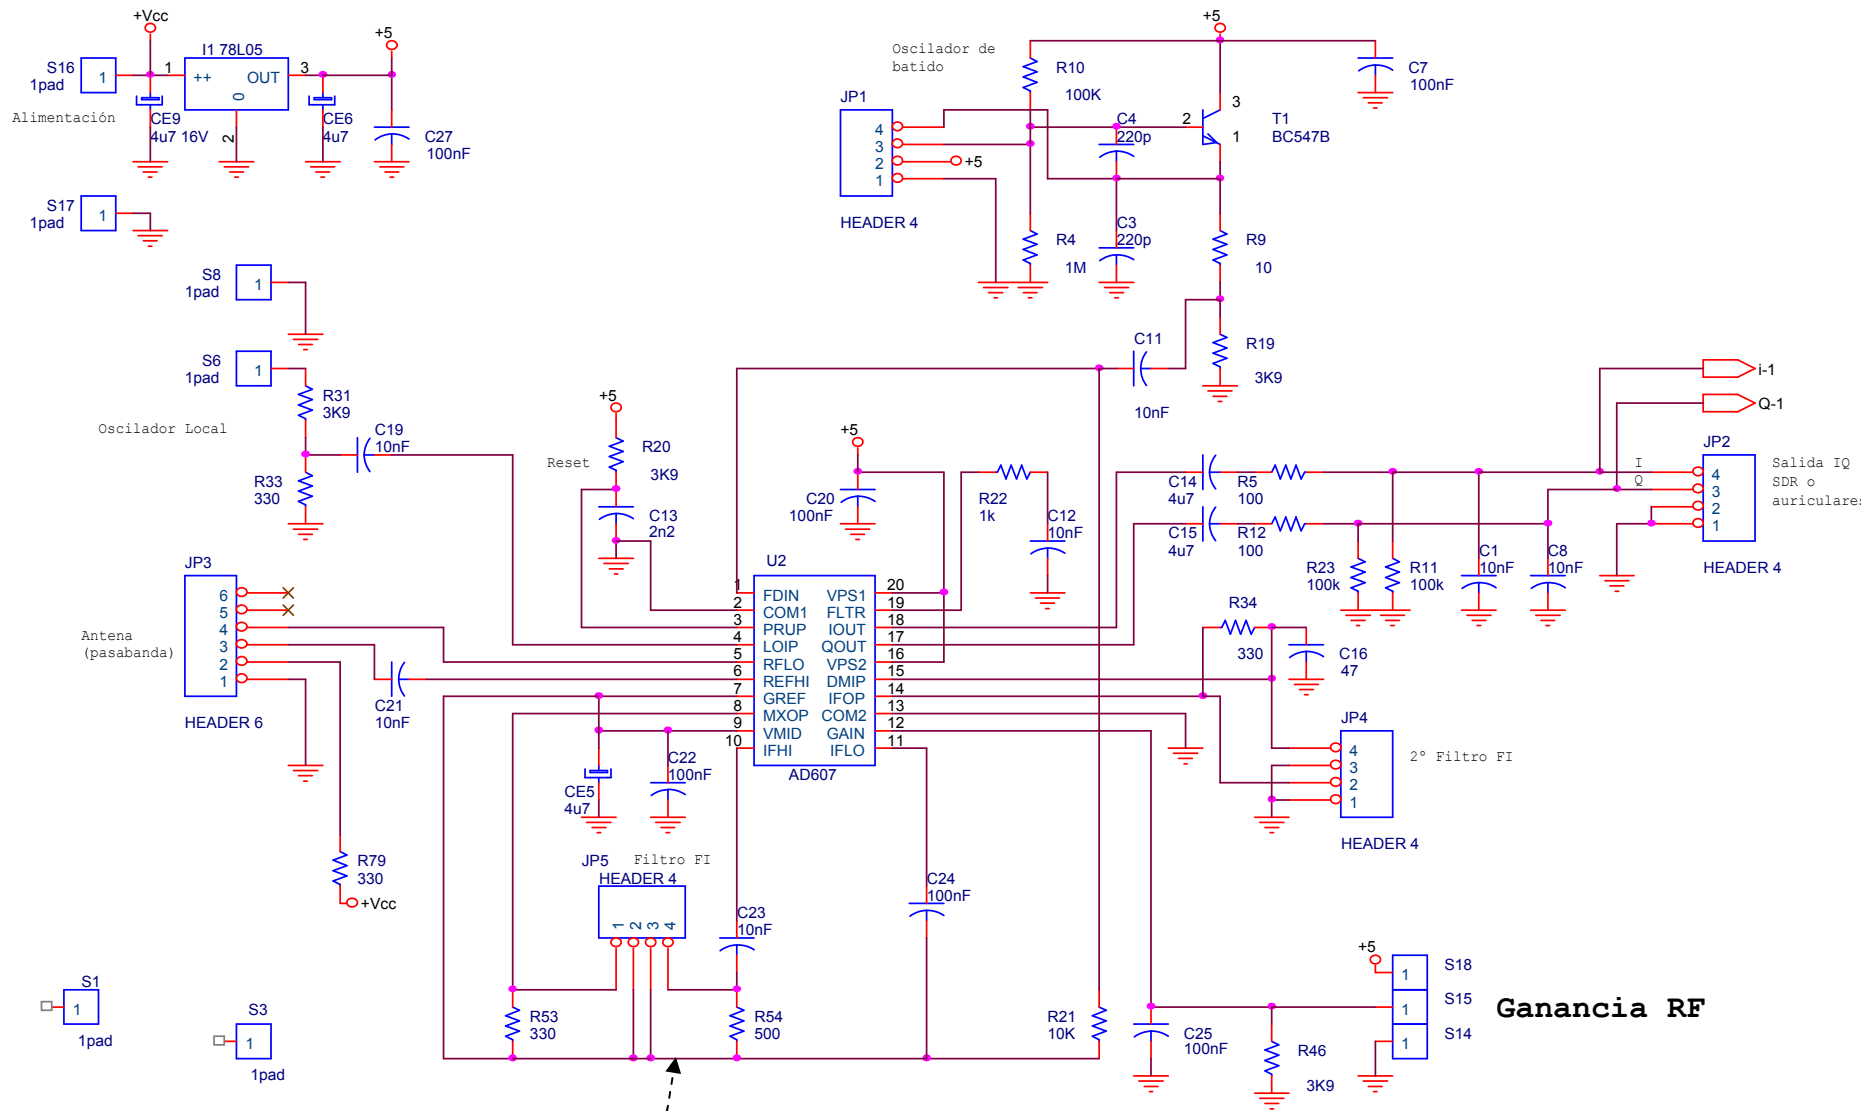 +Vcc
I1 78L05
+5
S16
1pad
1
1
++
OUT
3
0
2
Alimentación
CE9
4u7 16V
CE6
4u7
C27
100nF
S17
1pad
1
S8
1pad
1
S6
1pad
1
R31
3K9
Oscilador Local
C19
10nF
R33
330
Oscilador de
batido
+5
R10
100K
C7
100nF
JP1
4
3
2
1
+5
HEADER 4
C4
220p
2
3
1
T1
BC547B
C3
220p
R4
1M
R9
10
C11
10nF
R19
3K9
i-1
Q-1
+5
R20
3K9
Reset
C13
2n2
+5
C20
100nF
R22
1k
C12
10nF
C14
4u7
R5
100
C15
4u7
R12
100
R23
100k
R11
100k
C1
10nF
C8
10nF
I
Q
JP2
4
3
2
1
HEADER 4
Salida IQ
SDR o
auriculares
JP3
6
5
4
3
2
1
HEADER 6
Antena
(pasabanda)
C21
10nF
U2
1 FDIN VPS1 20
2 COM1 FLTR 19
3 PRUP IOUT 18
4 LOIP QOUT 17
5 RFLO VPS2 16
6 REFHI DMIP 15
7 GREF IFOP 14
8 MXOP COM2 13
9 VMID GAIN 12
10 IFHI IFLO 11
AD607
R34
330
C16
47
JP4
4
3
2
1
HEADER 4
2º Filtro FI
CE5
4u7
C22
100nF
R79
330
+Vcc
JP5
Filtro FI
HEADER 4
1
2
3
4
C23
10nF
C24
100nF
R53
330
R54
500
R21
10K
C25
100nF
R46
3K9
+5
1
S18
1
S15
1
S14
Ganancia RF
S1
1
1pad
S3
1
1pad